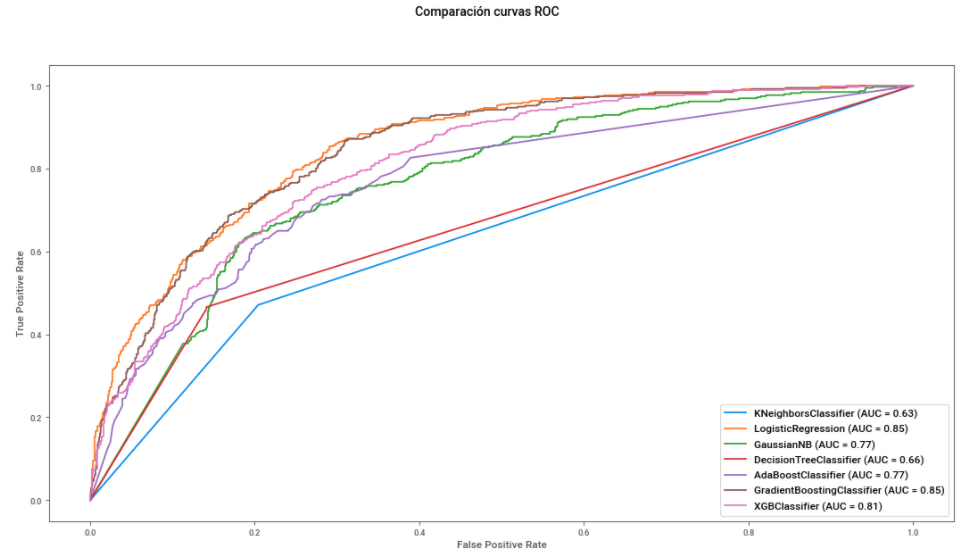 Comparación curvas ROC
True Positive Rate
1.0
0.8
0.6
0.4
0.2
0.0
KNeighborsClassifier (AUC = 0.63)
LogisticRegression (AUC = 0.85)
GaussianNB (AUC = 0.77)
DecisionTreeClassifier (AUC = 0.66)
AdaBoostClassifier (AUC = 0.77)
GradientBoostingClassifier (AUC = 0.85)
XGBClassifier (AUC = 0.81)
0.0 0.2 0.4 0.6 0.8 1.0
False Positive Rate